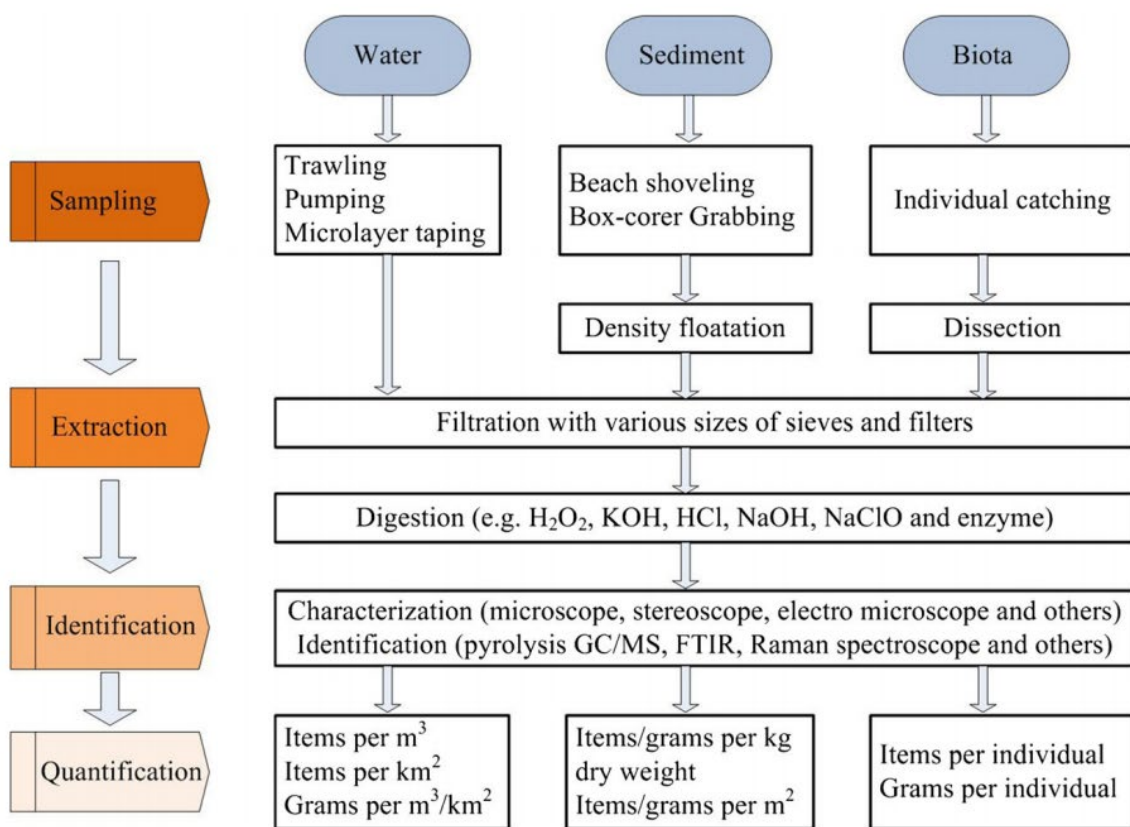 Water
Sediment
Biota
Sampling
Trawling
Pumping
Microlayer taping
Beach shoveling
Box-corer Grabbing
Individual catching
Density floatation
Dissection
Extraction
Filtration with various sizes of sieves and filters
Digestion (e.g. H₂O₂, KOH, HCl, NaOH, NaClO and enzyme)
Identification
Characterization (microscope, stereoscope, electro microscope and others)
Identification (pyrolysis GC/MS, FTIR, Raman spectroscope and others)
Quantification
Items per m³
Items per km²
Grams per m³/km²
Items/grams per kg
dry weight
Items/grams per m²
Items per individual
Grams per individual